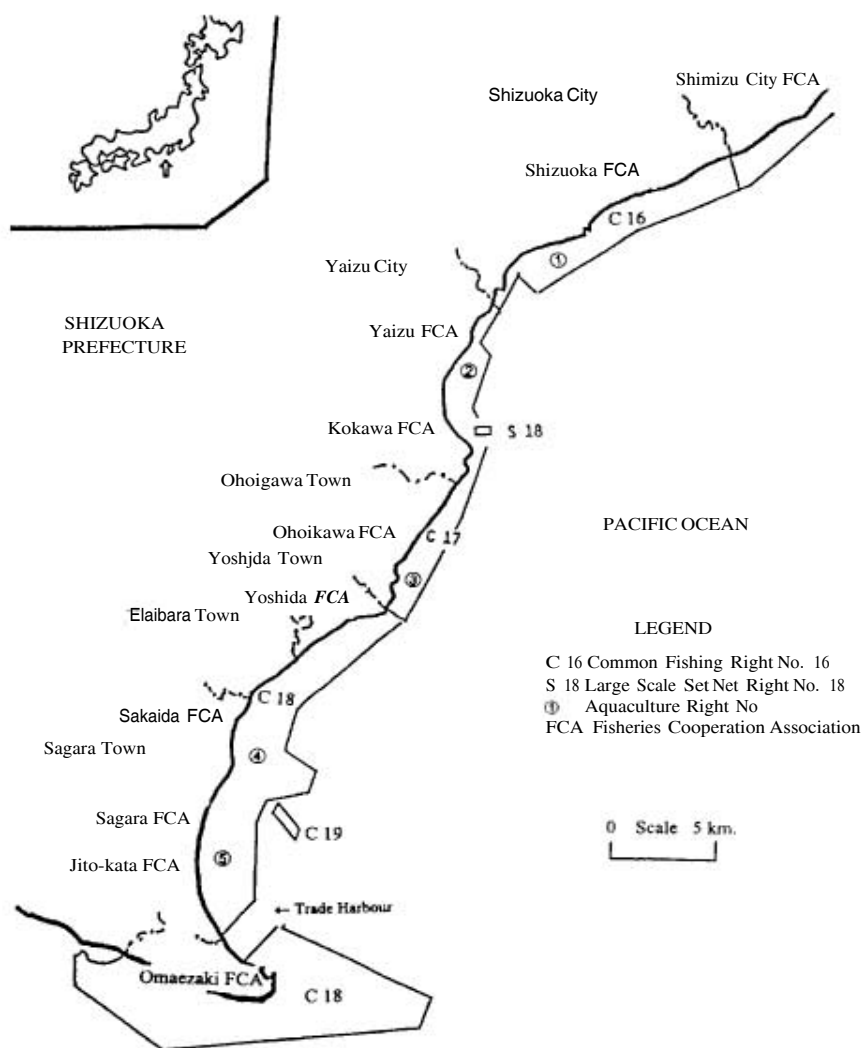 Shimizu City FCA
Shizuoka City
Shizuoka FCA
C 16
①
Yaizu City
SHIZUOKA
PREFECTURE
Yaizu FCA
②
Kokawa FCA
S 18
Ohoigawa Town
PACIFIC OCEAN
Ohoikawa FCA
C 17
Yoshjda Town
③
Yoshida FCA
Elaibara Town
LEGEND
C 16 Common Fishing Right No. 16
S 18 Large Scale Set Net Right No. 18
① Aquaculture Right No
FCA Fisheries Cooperation Association
C 18
Sakaida FCA
Sagara Town
④
Sagara FCA
C 19
0 Scale 5 km.
Jito-kata FCA
⑤
← Trade Harbour
Omaezaki FCA
C 18